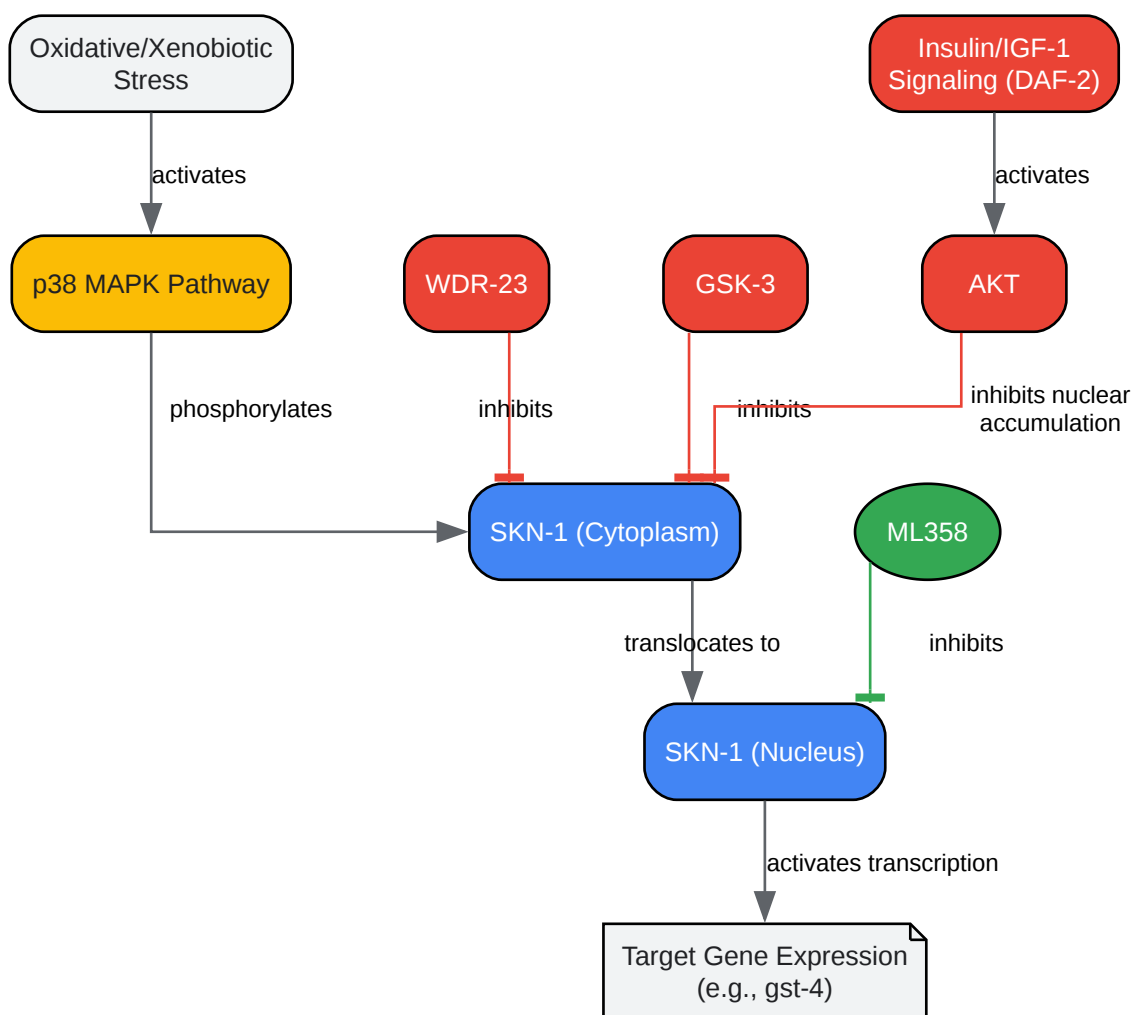 Oxidative/Xenobiotic
Stress
Insulin/IGF-1
Signaling (DAF-2)
activates
activates
p38 MAPK Pathway
WDR-23
GSK-3
AKT
phosphorylates
inhibits
inhibits
inhibits nuclear
accumulation
SKN-1 (Cytoplasm)
ML358
translocates to
inhibits
SKN-1 (Nucleus)
activates transcription
Target Gene Expression
(e.g., gst-4)